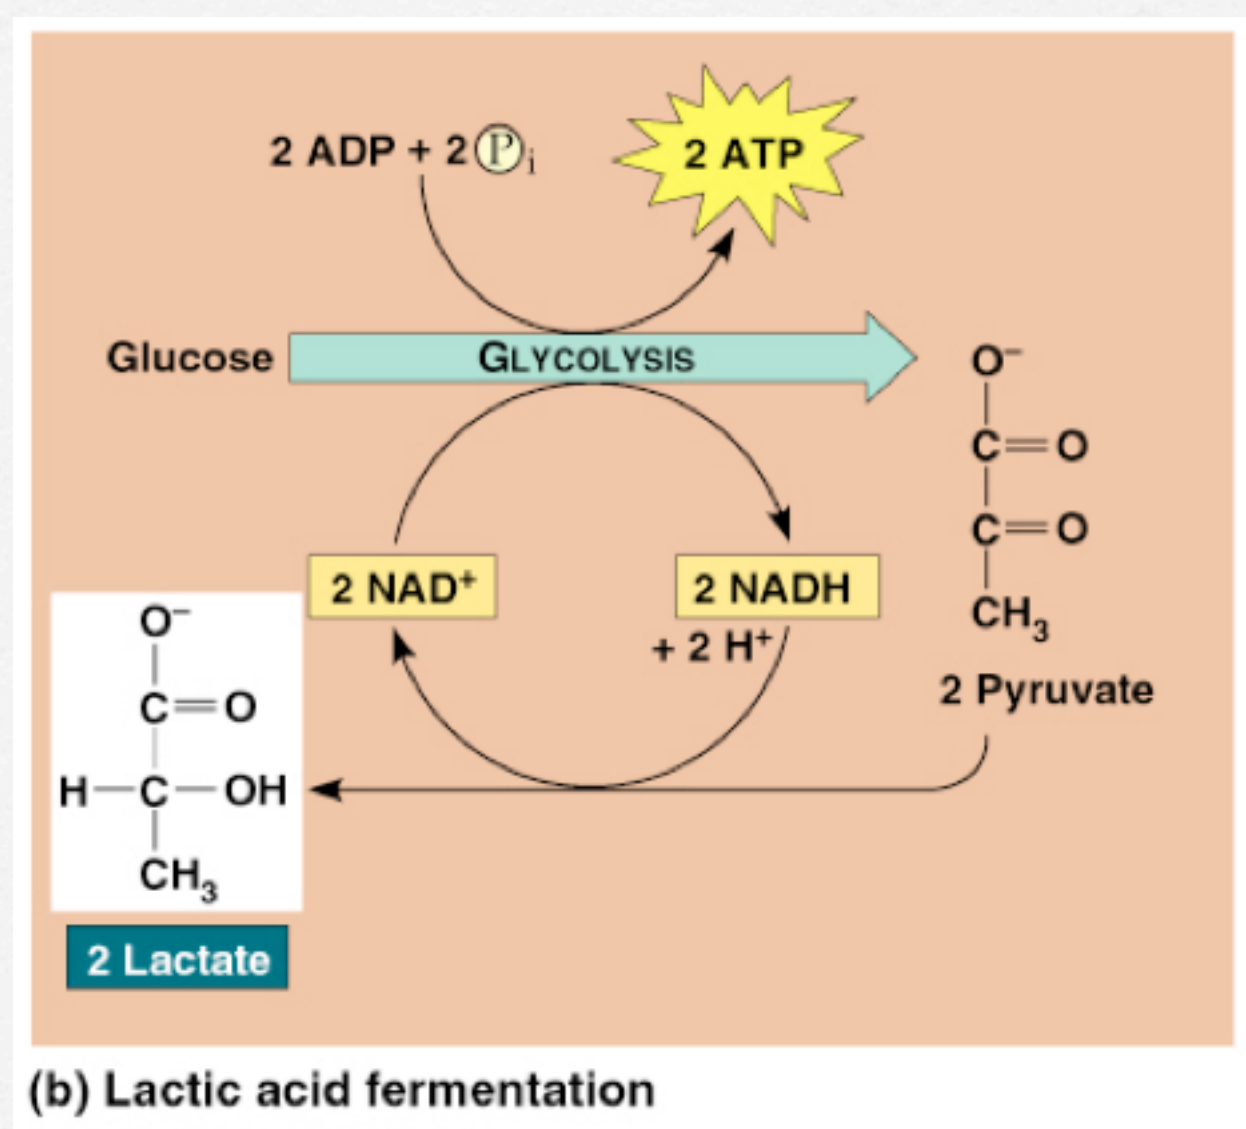 2 ADP + 2 Pi
2 ATP
Glucose
GLYCOLYSIS
O−
C=O
C=O
CH3
2 Pyruvate
2 NAD+
2 NADH
+ 2 H+
O−
C=O
H—C—OH
CH3
2 Lactate
(b) Lactic acid fermentation